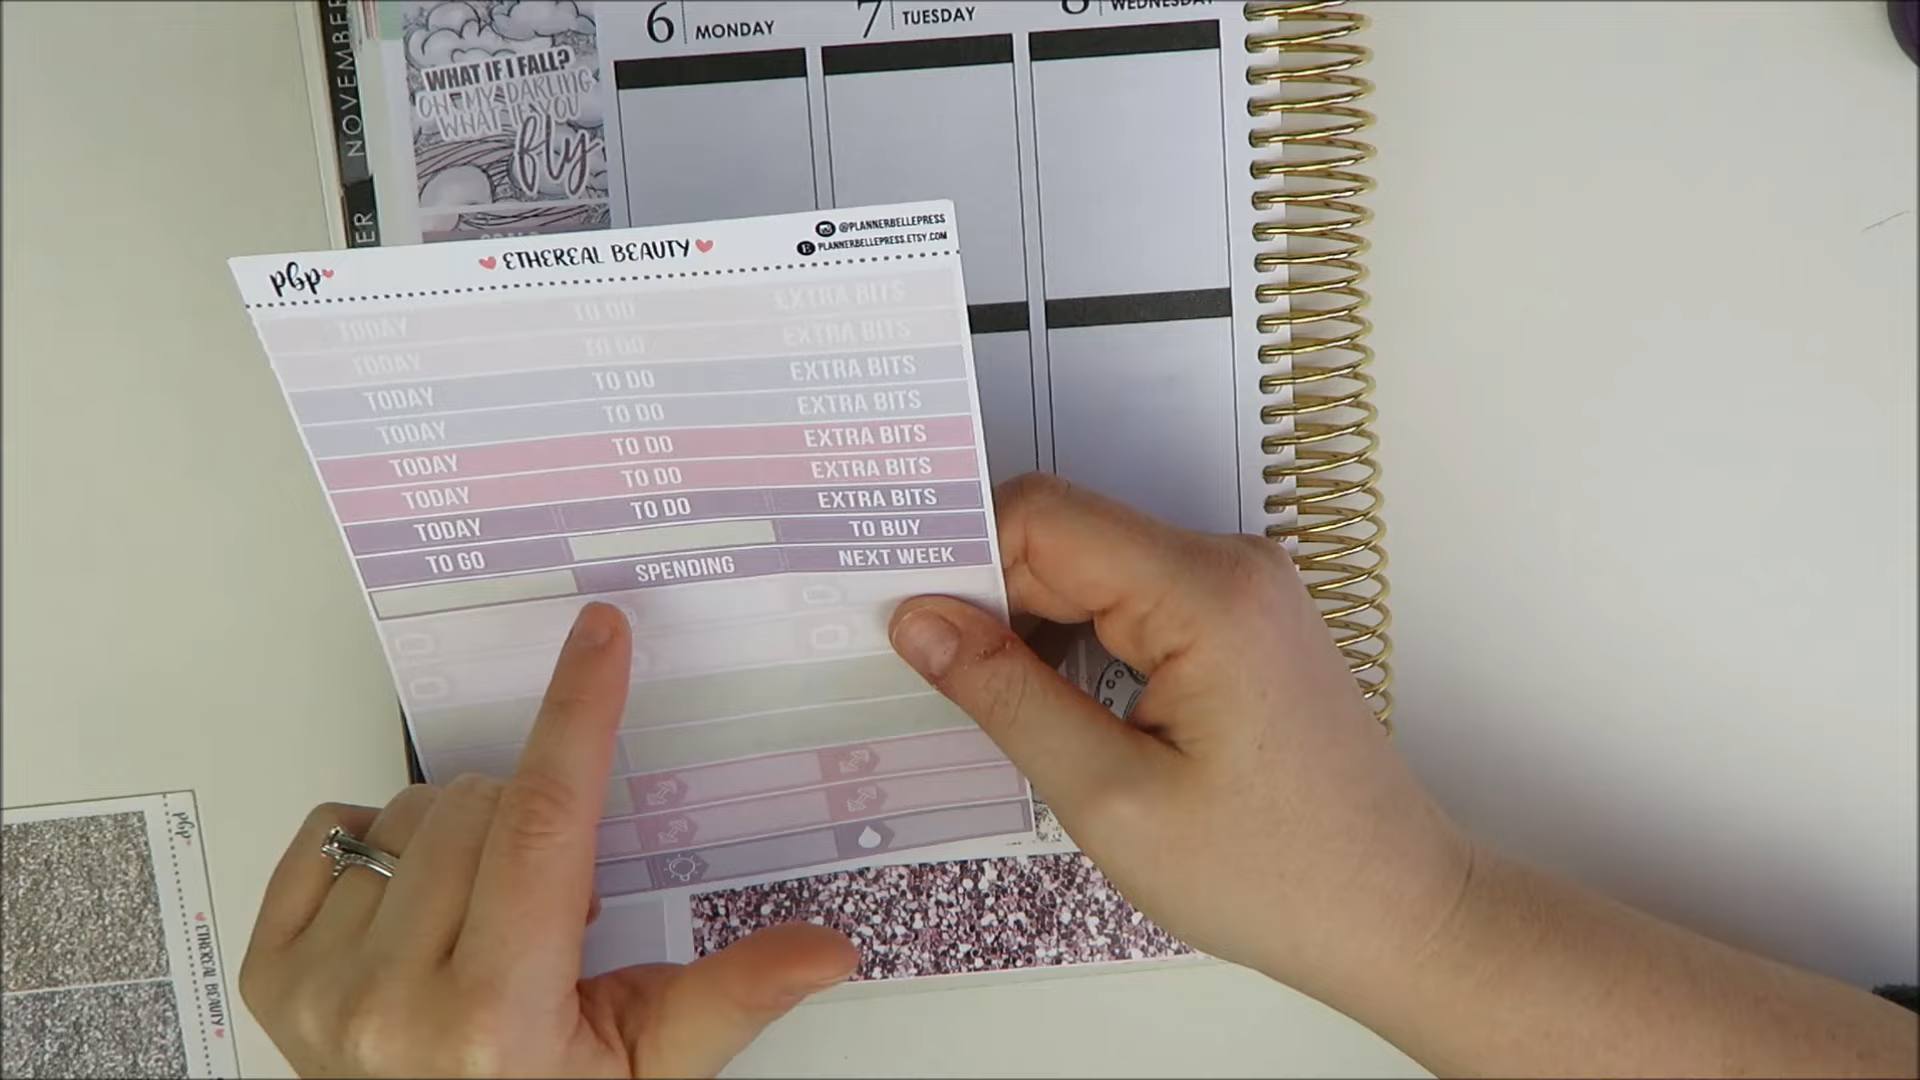 NOVEMBER
ER
6 MONDAY
7 TUESDAY
8 WEDNESDAY
WHAT IF I FALL?
OH MY DARLING
WHAT IF YOU
fly
pbp
ETHEREAL BEAUTY
@PLANNERBELLEPRESS
PLANNERBELLEPRESS.ETSY.COM
TODAY TO DO EXTRA BITS
TODAY TO DO EXTRA BITS
TODAY TO DO EXTRA BITS
TODAY TO DO EXTRA BITS
TODAY TO DO EXTRA BITS
TODAY TO DO EXTRA BITS
TODAY TO DO EXTRA BITS
TO GO TO BUY
SPENDING NEXT WEEK
pbp
ETHEREAL BEAUTY